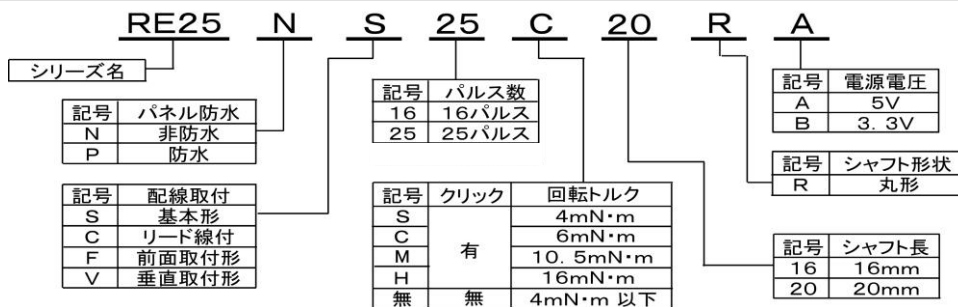 RE25 N S 25 C 20 R A
シリーズ名
記号 パネル防水
N 非防水
P 防水
記号 配線取付
S 基本形
C リード線付
F 前面取付形
V 垂直取付形
記号 パルス数
16 16パルス
25 25パルス
記号 クリック 回転トルク
S 有 4mN・m
C 6mN・m
M 10.5mN・m
H 16mN・m
無 無 4mN・m 以下
記号 電源電圧
A 5V
B 3.3V
記号 シャフト形状
R 丸形
記号 シャフト長
16 16mm
20 20mm